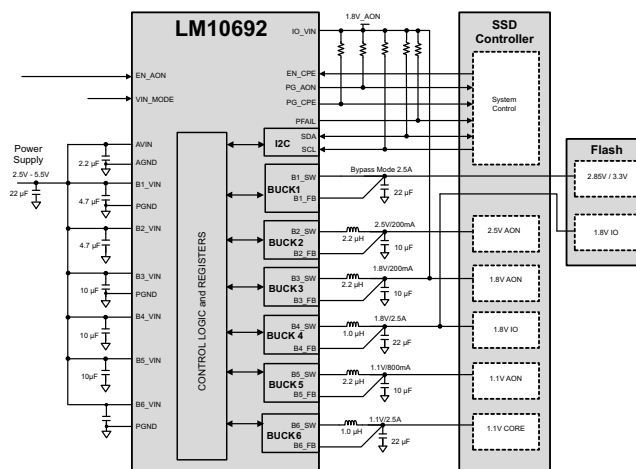 LM10692
1.8V_AON
SSD
Controller
IO_VIN
EN_AON
VIN_MODE
EN_CPE
PG_AON
PG_CPE
PFAIL
SDA
SCL
System
Control
I2C
Flash
Power
Supply
2.5V - 5.5V
22 µF
AVIN
2.2 µF
AGND
B1_VIN
4.7 µF
PGND
B2_VIN
4.7 µF
B3_VIN
10 µF
PGND
B4_VIN
10 µF
B5_VIN
10µF
B6_VIN
PGND
CONTROL LOGIC and REGISTERS
BUCK1
B1_SW
B1_FB
Bypass Mode 2.5A
22 µF
2.85V / 3.3V
1.8V IO
BUCK2
B2_SW
B2_FB
2.5V/200mA
2.2 µH
10 µF
2.5V AON
BUCK3
B3_SW
B3_FB
1.8V/200mA
2.2 µH
10 µF
1.8V AON
BUCK 4
B4_SW
B4_FB
1.8V/2.5A
1.0 µH
22 µF
1.8V IO
BUCK5
B5_SW
B5_FB
1.1V/800mA
2.2 µH
10 µF
1.1V AON
BUCK6
B6_SW
B6_FB
1.1V/2.5A
1.0 µH
22 µF
1.1V CORE